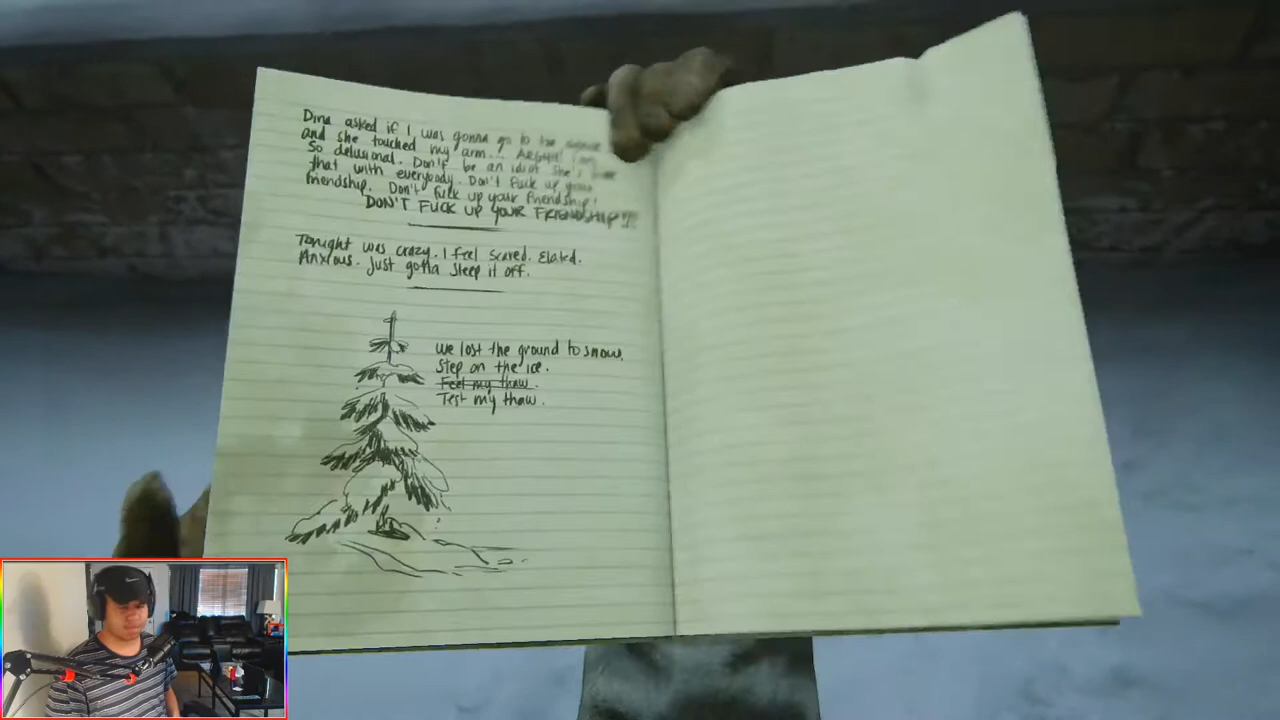 Dina asked if I was gonna go to the dance
and she touched my arm... ARGH! I am
so delusional. Don't be an idiot she's like
that with everybody. Don't fuck up your
friendship. Don't fuck up your friendship!
DON'T FUCK UP YOUR FRIENDSHIP!!!
Tonight was crazy. I feel scared. Elated.
Anxious. Just gotta sleep it off.
We lost the ground to snow.
Step on the ice.
Feel my thaw.
Test my thaw.